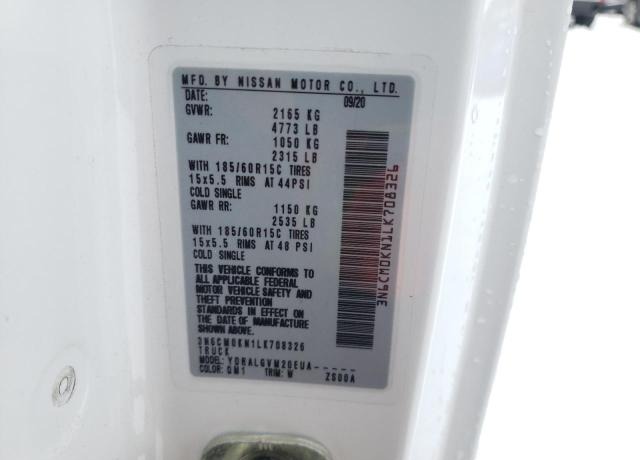 MFD. BY NISSAN MOTOR CO., LTD.
DATE: 09/20
GVWR: 2165 KG
4773 LB
GAWR FR: 1050 KG
2315 LB
WITH 185/60R15C TIRES
15x5.5 RIMS AT 44PSI
COLD SINGLE
GAWR RR: 1150 KG
2535 LB
WITH 185/60R15C TIRES
15x5.5 RIMS AT 48 PSI
COLD SINGLE
THIS VEHICLE CONFORMS TO
ALL APPLICABLE FEDERAL
MOTOR VEHICLE SAFETY AND
THEFT PREVENTION
STANDARDS IN EFFECT ON
THE DATE OF MANUFACTURE
SHOWN ABOVE.
3N6CM0KN1LK708326
TRUCK
MODEL: YDRALGVM20EUA-----
COLOR: QM1 TRIM: W ZS00A
3N6CM0KN1LK708326